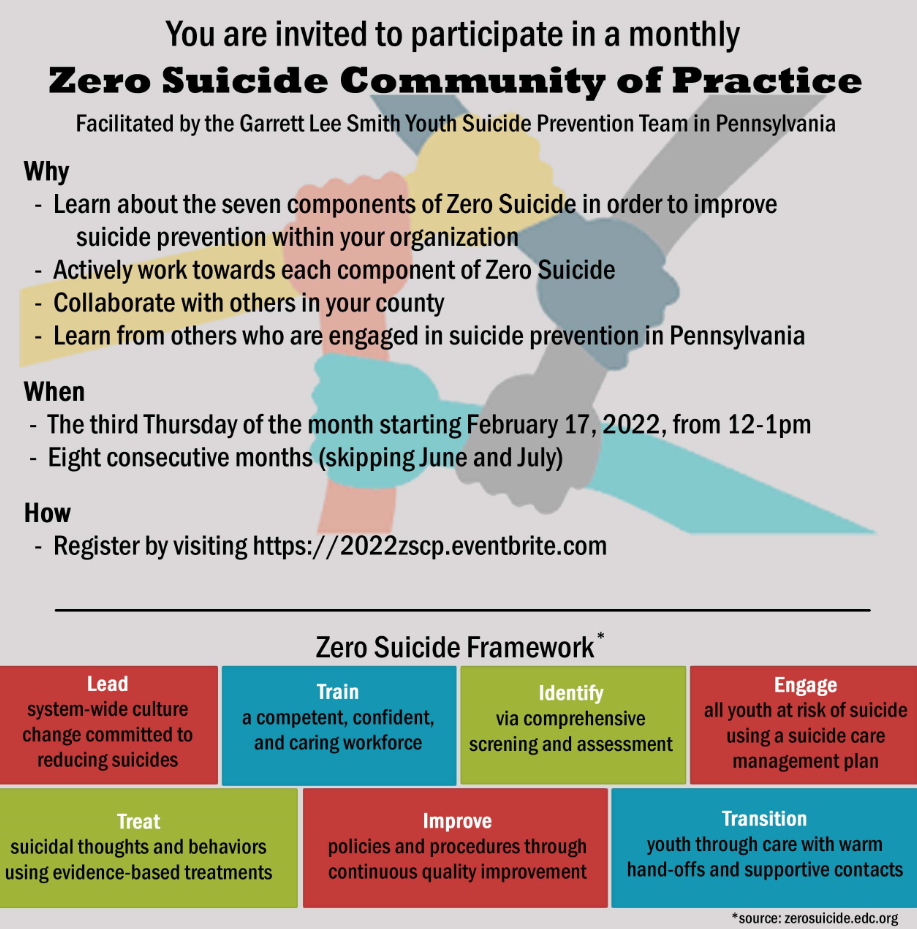 You are invited to participate in a monthly
Zero Suicide Community of Practice
Facilitated by the Garrett Lee Smith Youth Suicide Prevention Team in Pennsylvania
Why
- Learn about the seven components of Zero Suicide in order to improve
suicide prevention within your organization
- Actively work towards each component of Zero Suicide
- Collaborate with others in your county
- Learn from others who are engaged in suicide prevention in Pennsylvania
When
- The third Thursday of the month starting February 17, 2022, from 12-1pm
- Eight consecutive months (skipping June and July)
How
- Register by visiting https://2022zscp.eventbrite.com
Zero Suicide Framework*
Lead
system-wide culture
change committed to
reducing suicides
Train
a competent, confident,
and caring workforce
Identify
via comprehensive
screning and assessment
Engage
all youth at risk of suicide
using a suicide care
management plan
Treat
suicidal thoughts and behaviors
using evidence-based treatments
Improve
policies and procedures through
continuous quality improvement
Transition
youth through care with warm
hand-offs and supportive contacts
*source: zerosuicide.edc.org